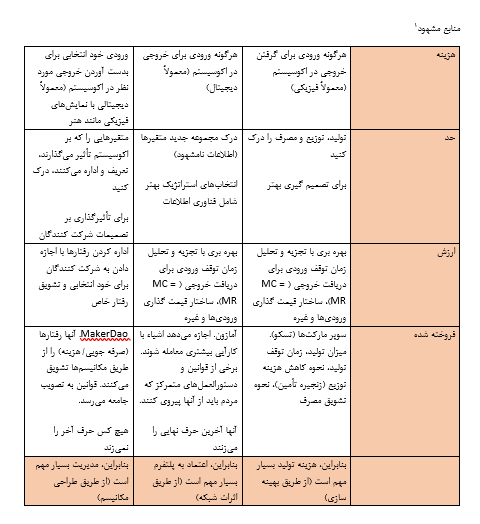 منابع مشهود¹
هزینه
هرگونه ورودی برای گرفتن
خروجی در اکوسیستم
(معمولاً فیزیکی)
هرگونه ورودی برای خروجی
در اکوسیستم (معمولاً
دیجیتال)
ورودی خود انتخابی برای
بدست آوردن خروجی مورد
نظر در اکوسیستم (معمولاً
دیجیتالی با نمایش‌های
فیزیکی مانند هنر
حد
تولید، توزیع و مصرف را درک
کنید
برای تصمیم گیری بهتر
درک مجموعه جدید متغیرها
(اطلاعات نامشهود)
انتخاب‌های استراتژیک بهتر
شامل فناوری اطلاعات
متغیرهایی را که بر
اکوسیستم تأثیر می‌گذارند،
تعریف و اداره می‌کنند، درک
کنید
برای تأثیرگذاری بر
تصمیمات شرکت کنندگان
ارزش
بهره بری با تجزیه و تحلیل
زمان توقف ورودی برای
دریافت خروجی ( MC =
MR)، ساختار قیمت گذاری
ورودی‌ها و غیره
بهره بری با تجزیه و تحلیل
زمان توقف ورودی برای
دریافت خروجی ( MC =
MR)، ساختار قیمت گذاری
ورودی‌ها و غیره
اداره کردن رفتارها با اجازه
دادن به شرکت کنندگان
برای خود انتخابی و تشویق
رفتار خاص
فروخته شده
سوپر مارکت‌ها (تسکو).
میزان تولید، زمان توقف
تولید، نحوه کاهش هزینه
توزیع (زنجیره تأمین)، نحوه
تشویق مصرف
آمازون. اجازه می‌دهد اشیاء با
کارآیی بیشتری معامله شوند.
برخی از قوانین و
دستورالعمل‌های متمرکز که
مردم باید از آنها پیروی کنند.
آنها آخرین حرف نهایی را
می‌زنند
MakerDao. آنها رفتارها
(صرفه جویی/ هزینه) را از
طریق مکانیسم‌ها تشویق
می‌کنند. قوانین به تصویب
جامعه می‌رسد.
هیچ کس حرف آخر را
نمی‌زند
بنابراین، هزینه تولید بسیار
مهم است (از طریق بهینه
سازی)
بنابراین، اعتماد به پلتفرم
بسیار مهم است (از طریق
اثرات شبکه)
بنابراین، مدیریت بسیار مهم
است (از طریق طراحی
مکانیسم)